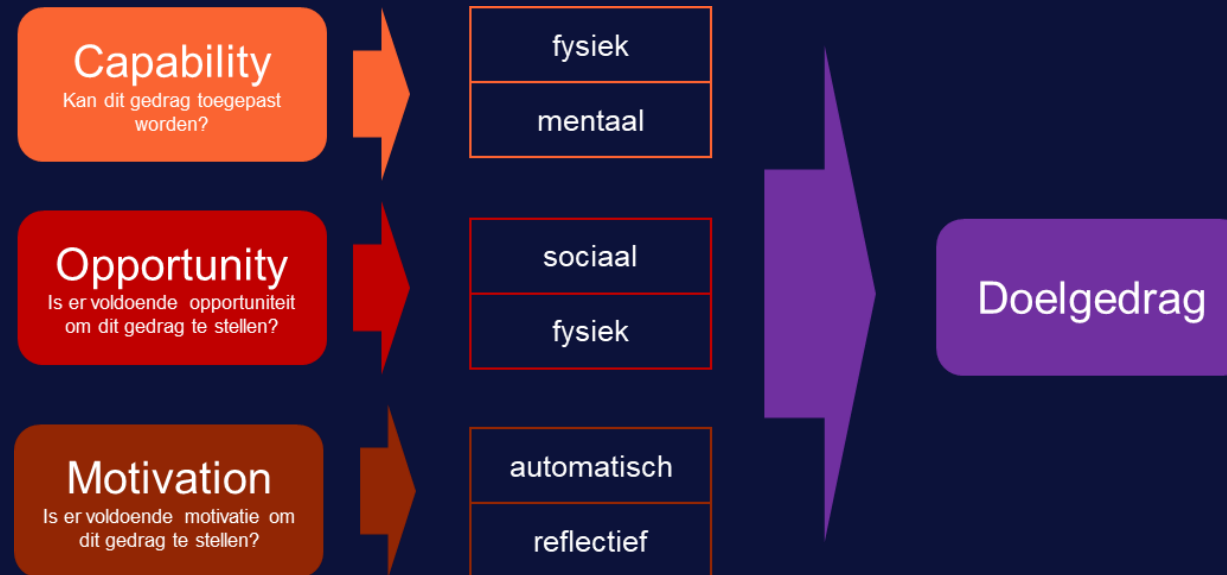 Capability
Kan dit gedrag toegepast
worden?
fysiek
mentaal
Opportunity
Is er voldoende opportuniteit
om dit gedrag te stellen?
sociaal
fysiek
Doelgedrag
Motivation
Is er voldoende motivatie om
dit gedrag te stellen?
automatisch
reflectief